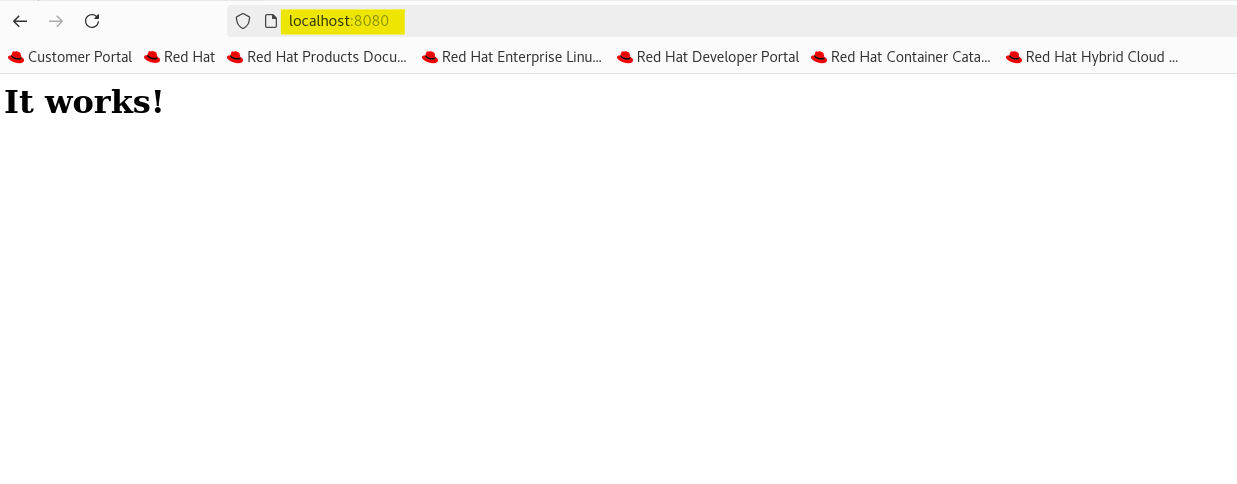 localhost:8080
Customer Portal Red Hat Red Hat Products Docu... Red Hat Enterprise Linu... Red Hat Developer Portal Red Hat Container Cata... Red Hat Hybrid Cloud ...
It works!